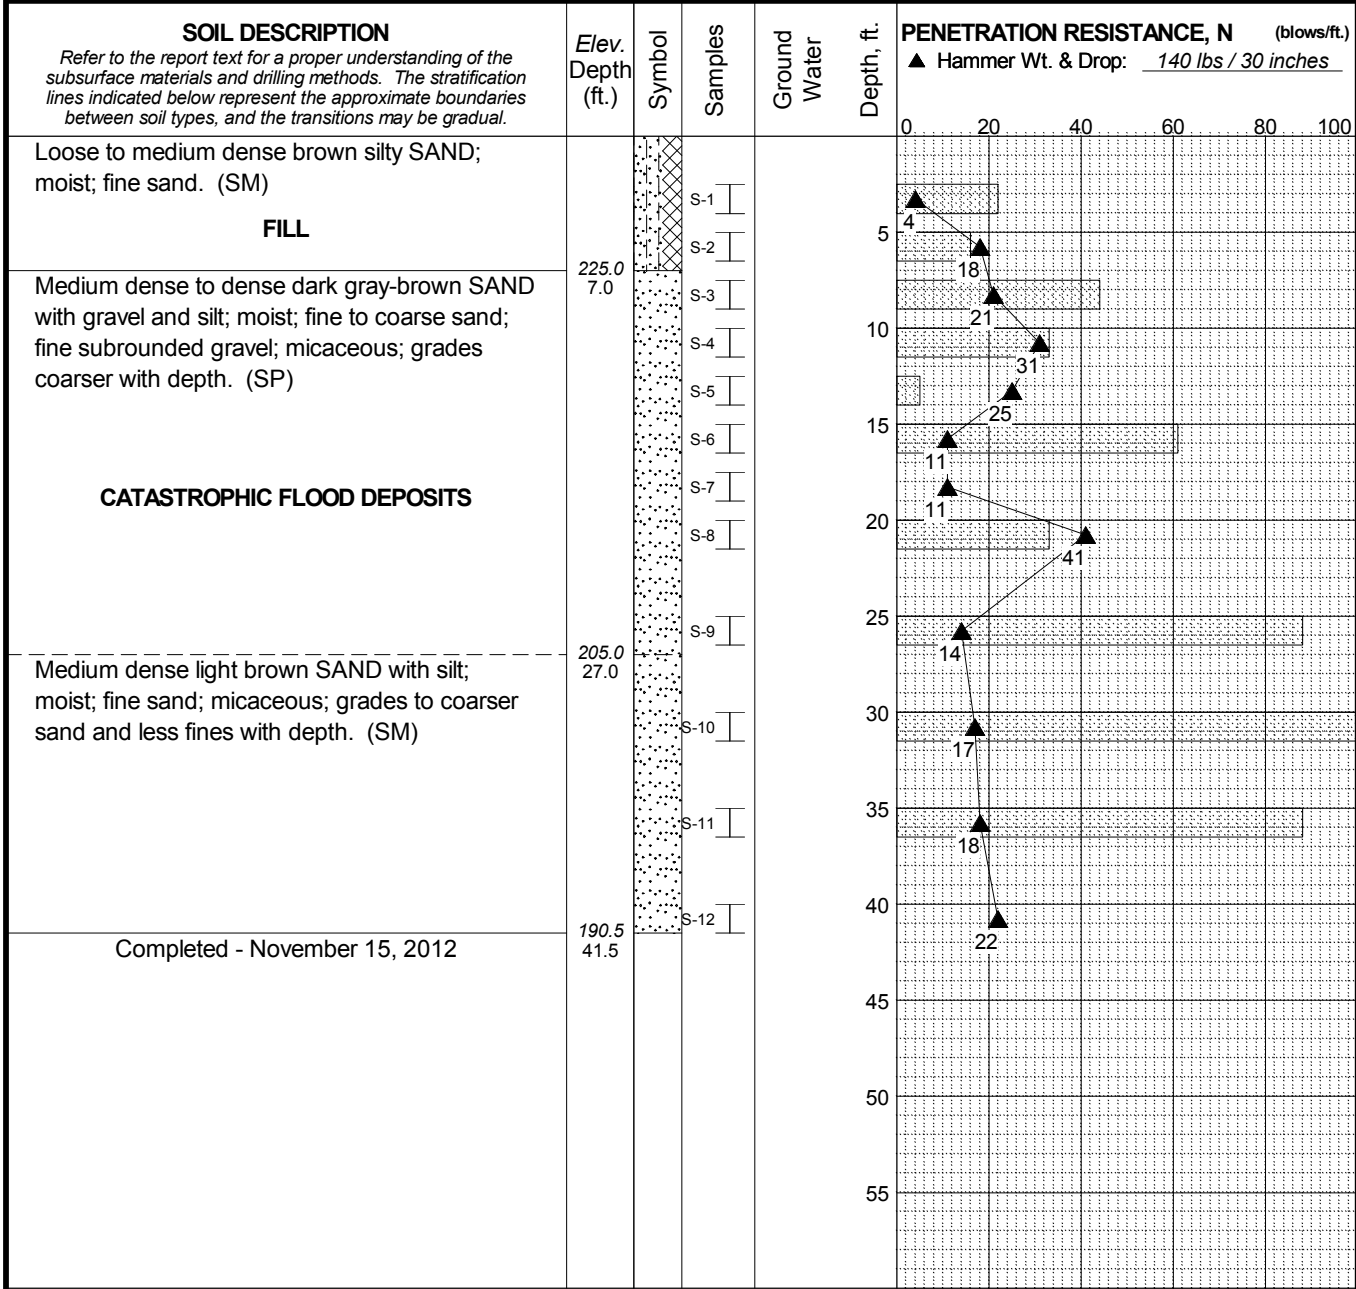 SOIL DESCRIPTION
Refer to the report text for a proper understanding of the
subsurface materials and drilling methods. The stratification
lines indicated below represent the approximate boundaries
between soil types, and the transitions may be gradual.
Elev.
Depth
(ft.)
Symbol
Samples
Ground
Water
Depth, ft.
PENETRATION RESISTANCE, N (blows/ft.)
▲ Hammer Wt. & Drop: 140 lbs / 30 inches
0 20 40 60 80 100
Loose to medium dense brown silty SAND;
moist; fine sand. (SM)
FILL
225.0
7.0
Medium dense to dense dark gray-brown SAND
with gravel and silt; moist; fine to coarse sand;
fine subrounded gravel; micaceous; grades
coarser with depth. (SP)
CATASTROPHIC FLOOD DEPOSITS
205.0
27.0
Medium dense light brown SAND with silt;
moist; fine sand; micaceous; grades to coarser
sand and less fines with depth. (SM)
190.5
41.5
Completed - November 15, 2012
S-1
S-2
S-3
S-4
S-5
S-6
S-7
S-8
S-9
S-10
S-11
S-12
5
10
15
20
25
30
35
40
45
50
55
4
18
21
31
25
11
11
41
14
17
18
22